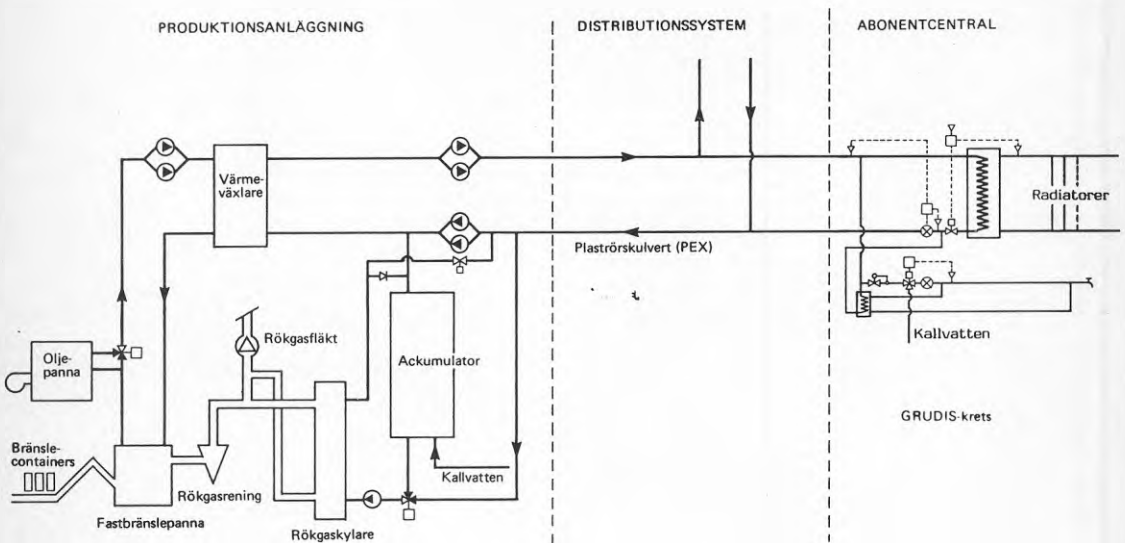 PRODUKTIONSANLÄGGNING
DISTRIBUTIONSSYSTEM
ABONENTCENTRAL
Värme-
växlare
Radiatorer
Plaströrskulvert (PEX)
Rökgasfläkt
Ackumulator
Kallvatten
Olje-
panna
GRUDIS-krets
Bränsle-
containers
Kallvatten
Rökgasrening
Fastbränslepanna
Rökgaskylare